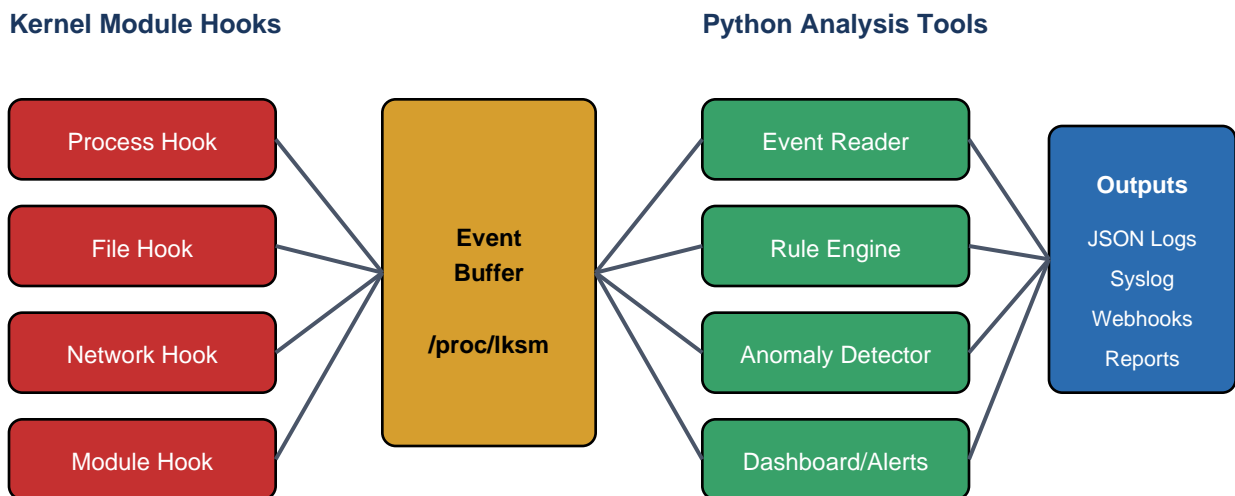 Kernel Module Hooks
Python Analysis Tools
Process Hook
File Hook
Network Hook
Module Hook
Event
Buffer
/proc/lksm
Event Reader
Rule Engine
Anomaly Detector
Dashboard/Alerts
Outputs
JSON Logs
Syslog
Webhooks
Reports